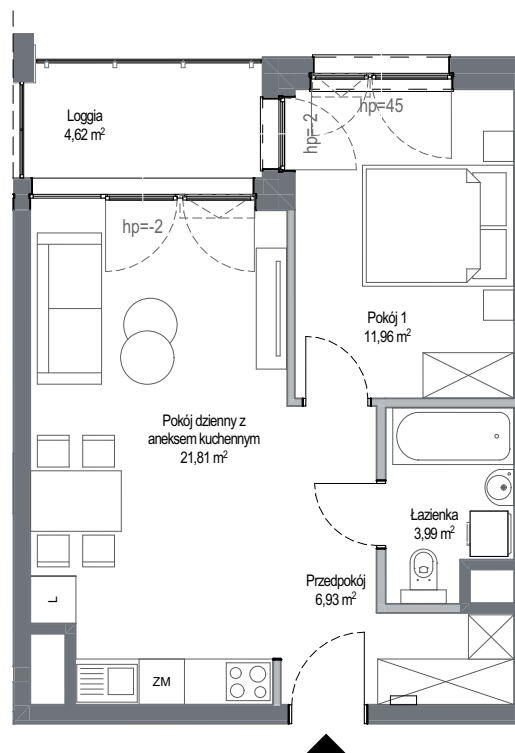 Loggia
4,62 m²
hp=-2
hp=45
hp=-2
Pokój 1
11,96 m²
Pokój dzienny z
aneksem kuchennym
21,81 m²
Łazienka
3,99 m²
Przedpokój
6,93 m²
L
ZM